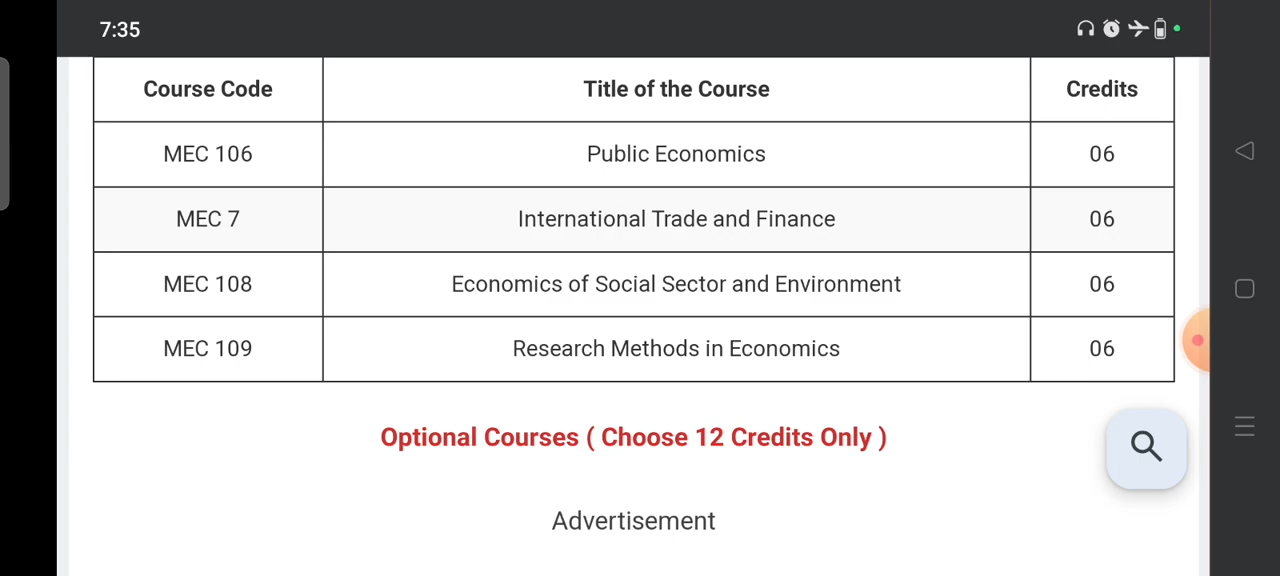 7:35
Course Code Title of the Course Credits
MEC 106 Public Economics 06
MEC 7 International Trade and Finance 06
MEC 108 Economics of Social Sector and Environment 06
MEC 109 Research Methods in Economics 06
Optional Courses ( Choose 12 Credits Only )
Advertisement